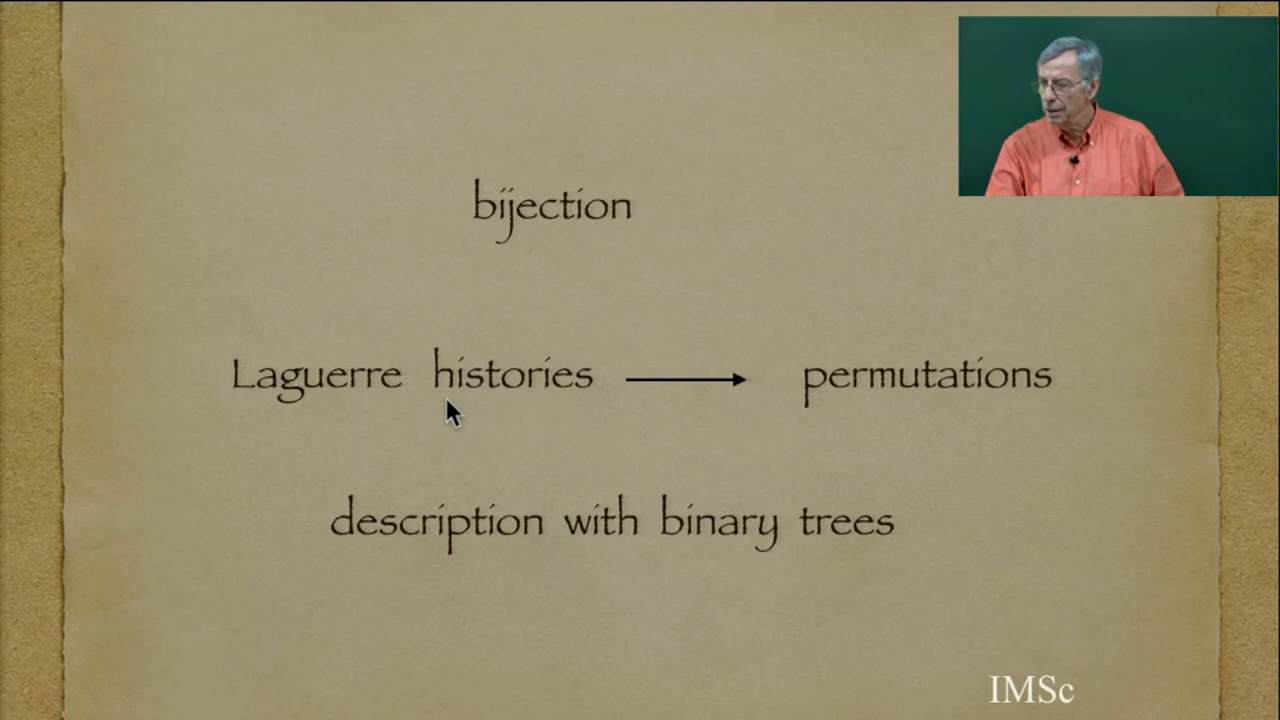 bijection
Laguerre histories permutations
description with binary trees
IMSc